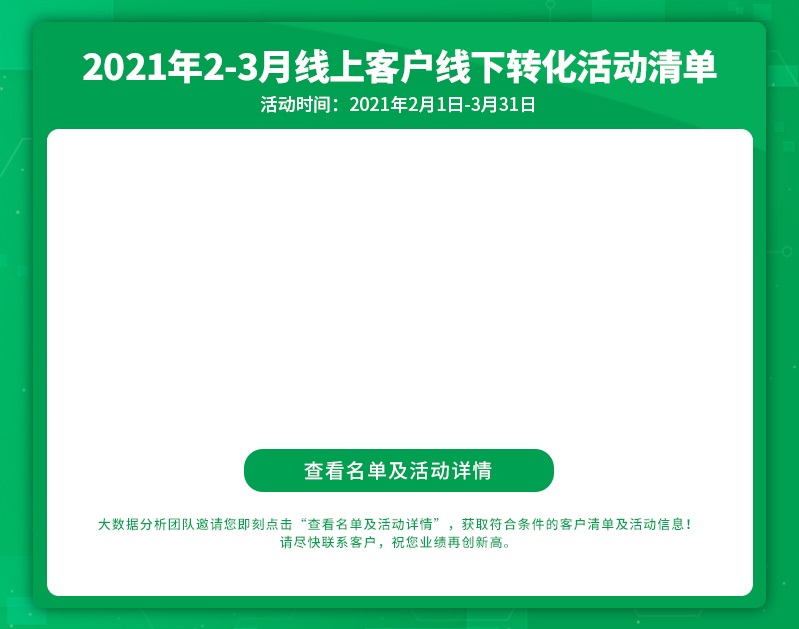 2021年2-3月线上客户线下转化活动清单
活动时间：2021年2月1日-3月31日
查看名单及活动详情
大数据分析团队邀请您即刻点击“查看名单及活动详情”，获取符合条件的客户清单及活动信息！
请尽快联系客户，祝您业绩再创新高。